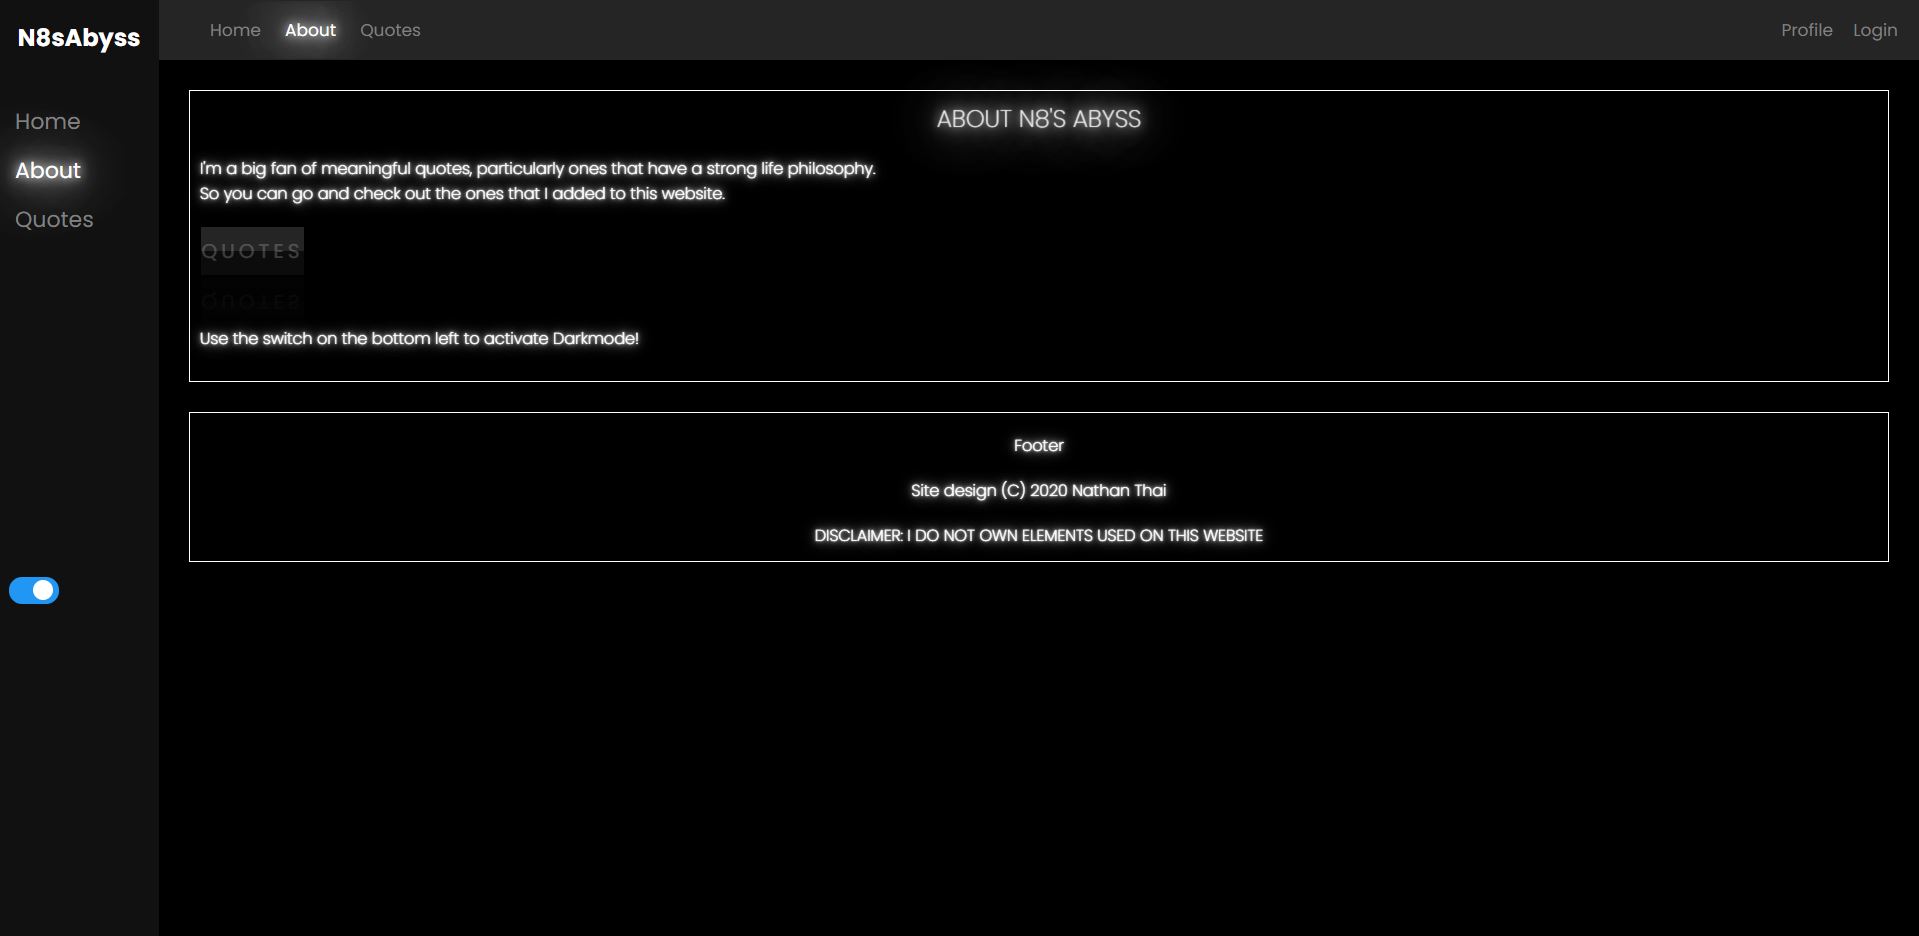 N8sAbyss
Home
About
Quotes
Home
About
Quotes
Profile
Login
ABOUT N8'S ABYSS
I'm a big fan of meaningful quotes, particularly ones that have a strong life philosophy.
So you can go and check out the ones that I added to this website.
QUOTES
QUOTES
Use the switch on the bottom left to activate Darkmode!
Footer
Site design (C) 2020 Nathan Thai
DISCLAIMER: I DO NOT OWN ELEMENTS USED ON THIS WEBSITE